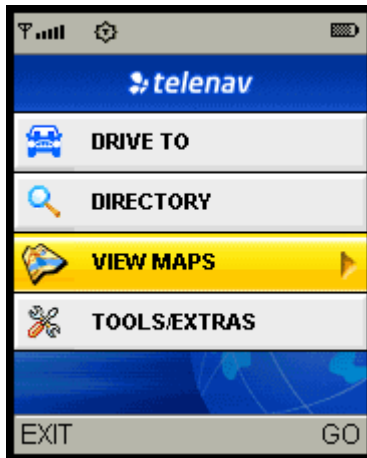 telenav
DRIVE TO
DIRECTORY
VIEW MAPS
TOOLS/EXTRAS
EXIT GO